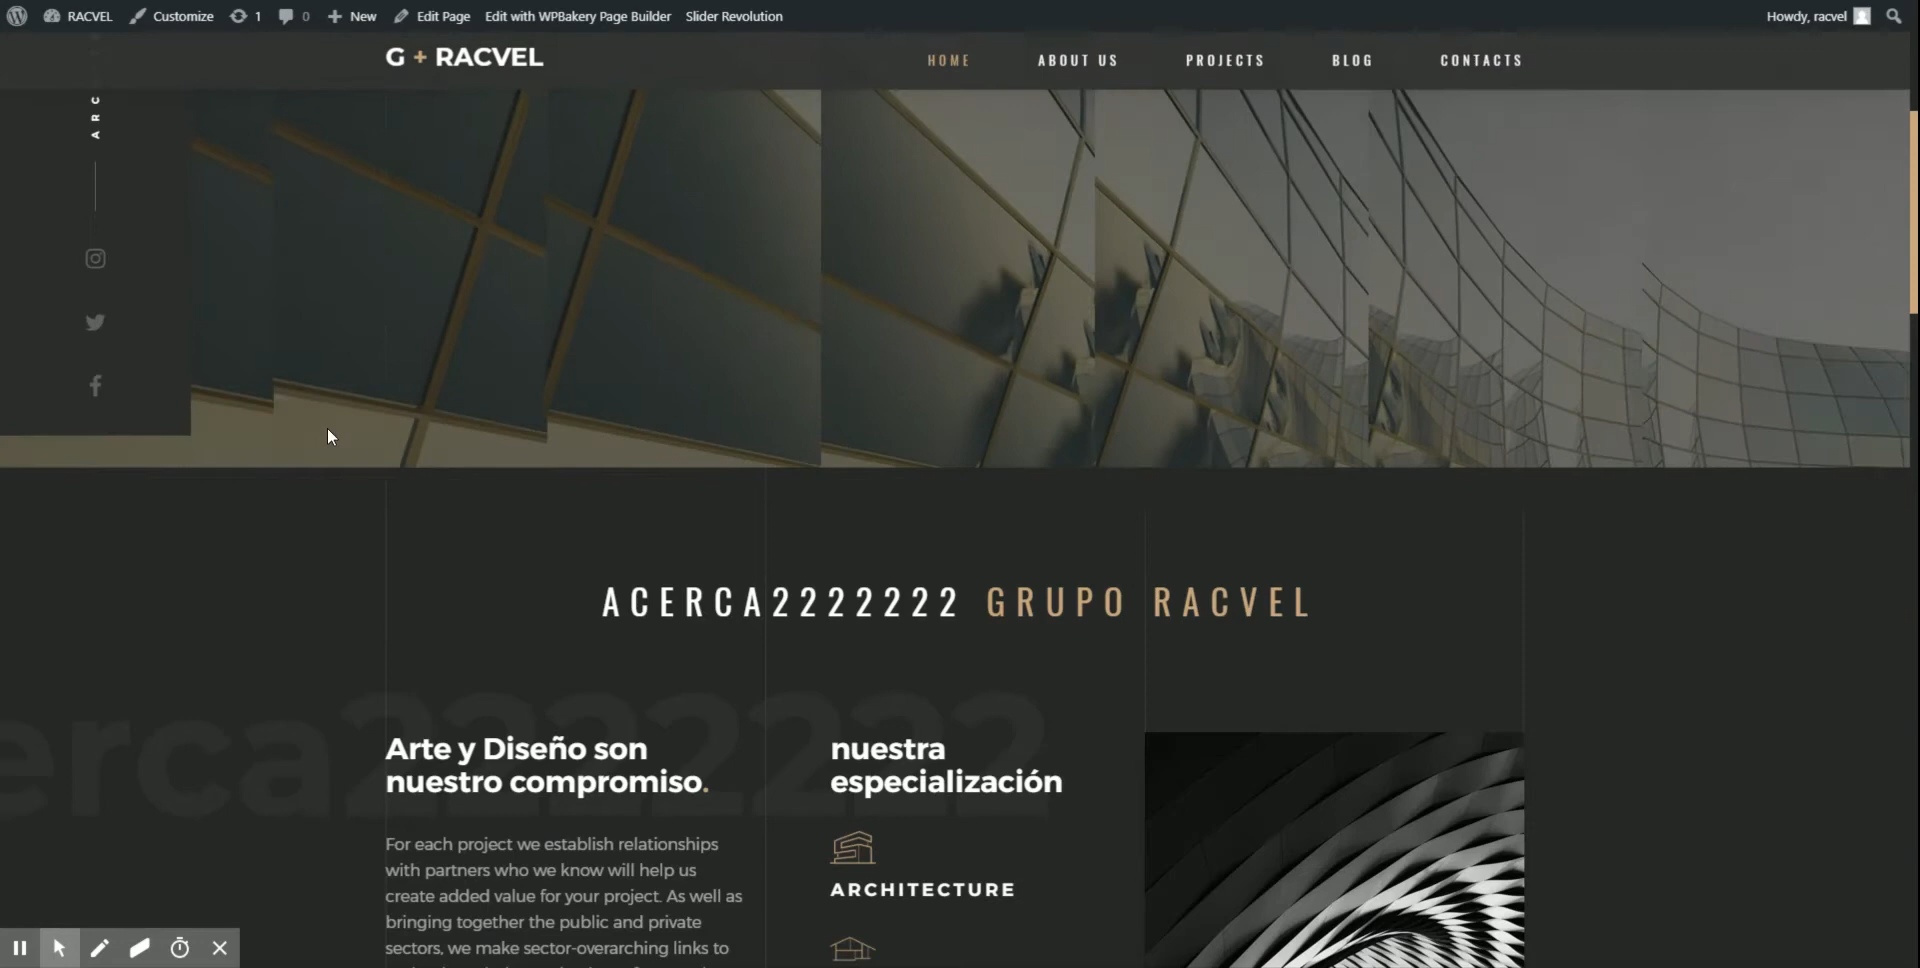 RACVEL Customize 1 0 New Edit Page Edit with WPBakery Page Builder Slider Revolution Howdy, racvel
G + RACVEL HOME ABOUT US PROJECTS BLOG CONTACTS
ARC
ACERCA2222222 GRUPO RACVEL
erca2222222
Arte y Diseño son
nuestro compromiso.
For each project we establish relationships
with partners who we know will help us
create added value for your project. As well as
bringing together the public and private
sectors, we make sector-overarching links to
nuestra
especialización
ARCHITECTURE